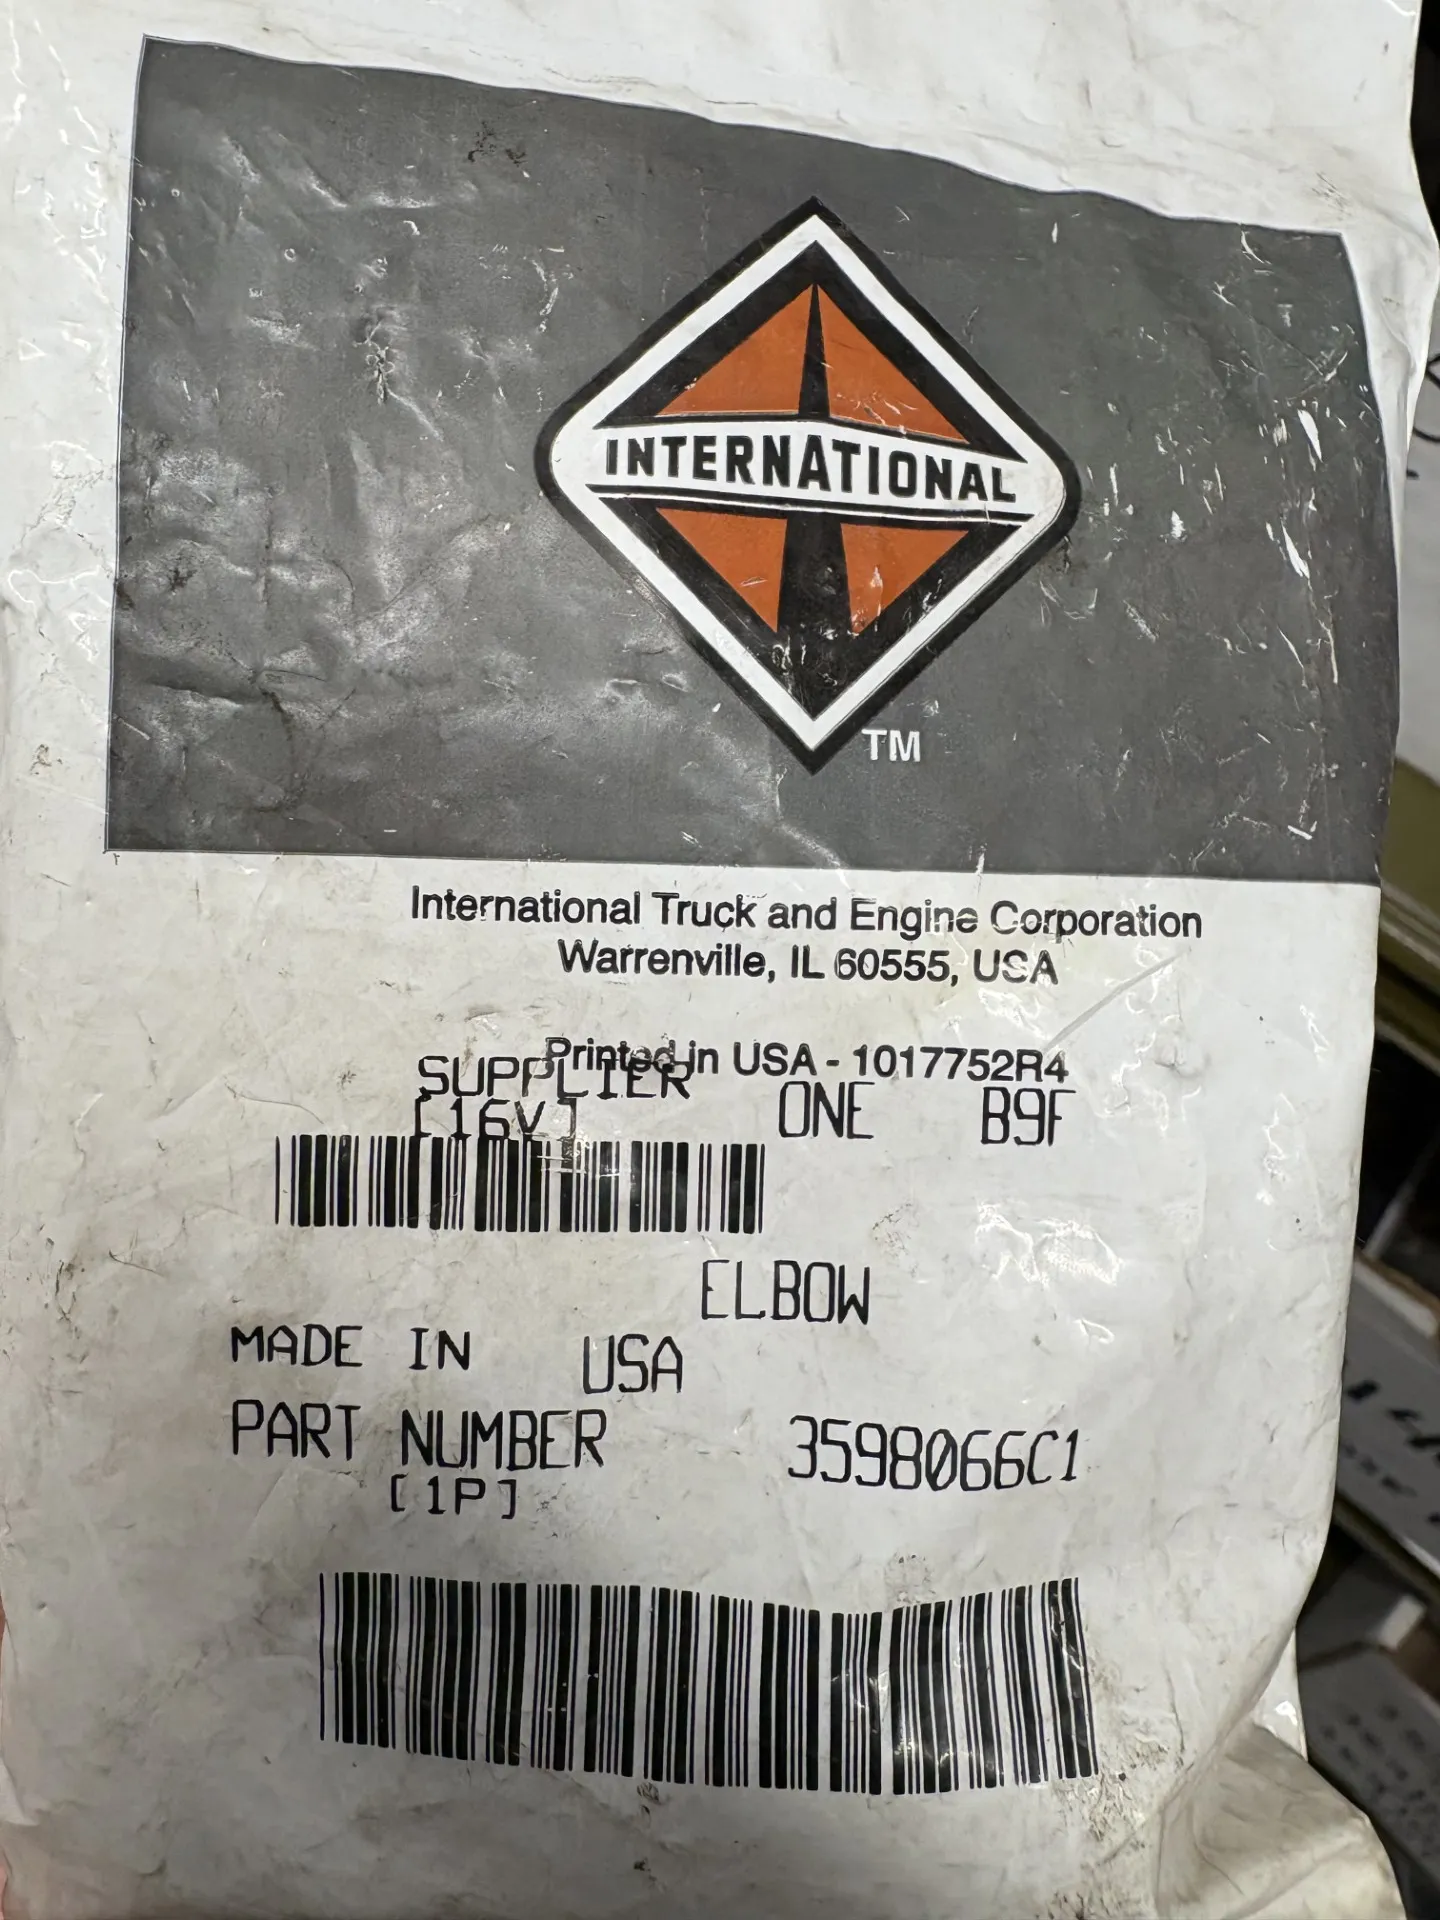 INTERNATIONAL
TM
International Truck and Engine Corporation
Warrenville, IL 60555, USA
Printed in USA - 1017752R4
SUPPLIER
[16V] ONE B9F
ELBOW
MADE IN USA
PART NUMBER 3598066C1
[1P]